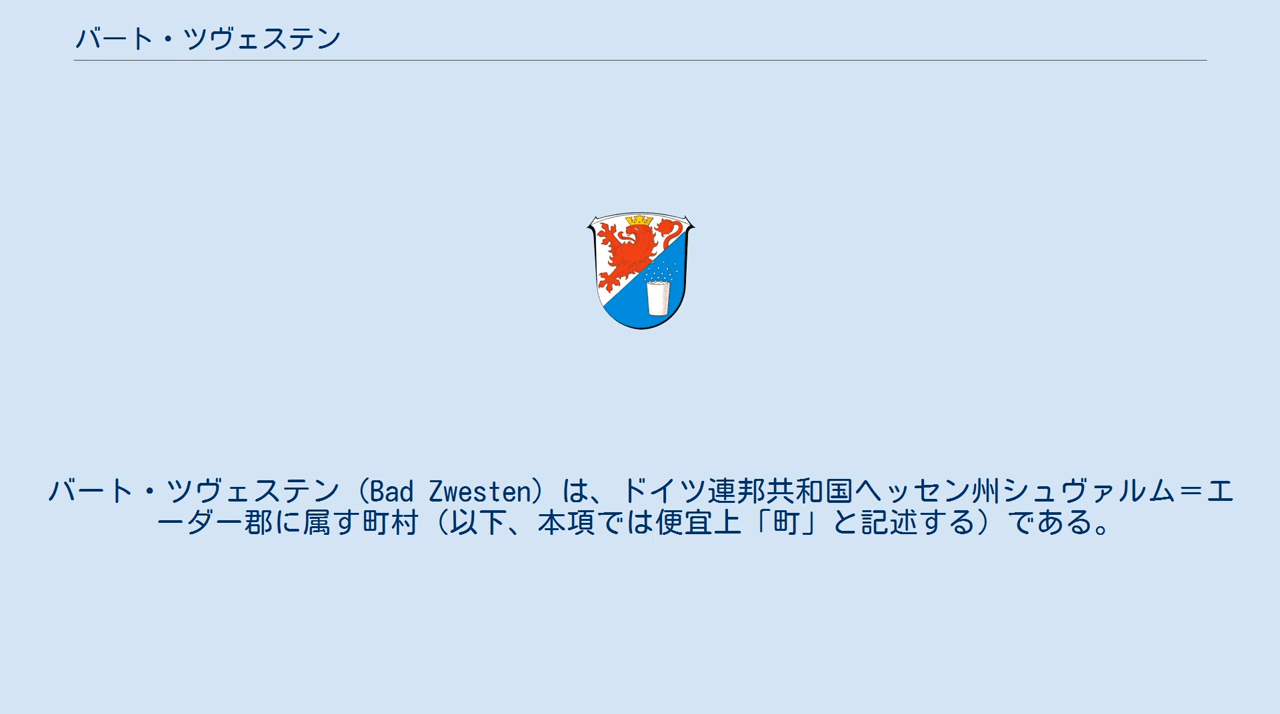 バート・ツヴェステン
バート・ツヴェステン（Bad Zwesten）は、ドイツ連邦共和国ヘッセン州シュヴァルム＝エ
ーダー郡に属す町村（以下、本項では便宜上「町」と記述する）である。